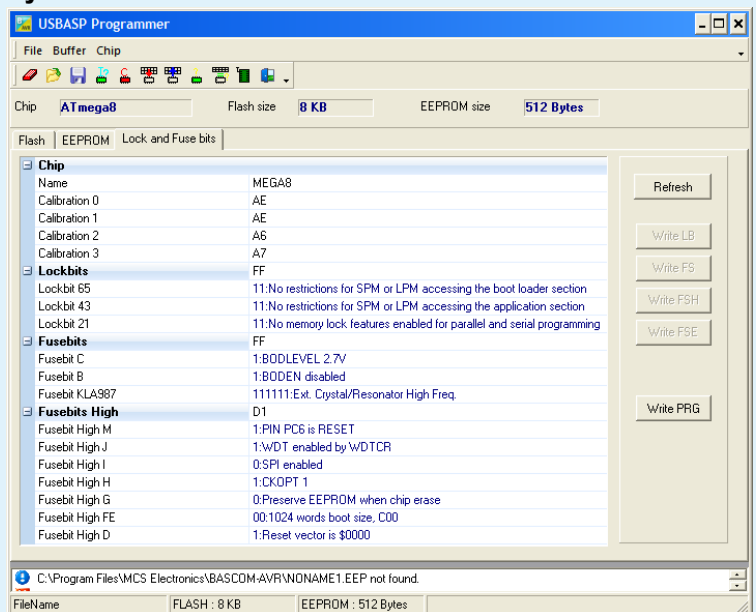 USBASP Programmer
File Buffer Chip
Chip ATmega8 Flash size 8 KB EEPROM size 512 Bytes
Flash EEPROM Lock and Fuse bits
Chip
Name MEGA8
Calibration 0 AE
Calibration 1 AE
Calibration 2 A6
Calibration 3 A7
Lockbits FF
Lockbit 65 11:No restrictions for SPM or LPM accessing the boot loader section
Lockbit 43 11:No restrictions for SPM or LPM accessing the application section
Lockbit 21 11:No memory lock features enabled for parallel and serial programming
Fusebits FF
Fusebit C 1:BODLEVEL 2.7V
Fusebit B 1:BODEN disabled
Fusebit KLA987 111111:Ext. Crystal/Resonator High Freq.
Fusebits High D1
Fusebit High M 1:PIN PC6 is RESET
Fusebit High J 1:WDT enabled by WDTCR
Fusebit High I 0:SPI enabled
Fusebit High H 1:CKOPT 1
Fusebit High G 0:Preserve EEPROM when chip erase
Fusebit High FE 00:1024 words boot size, C00
Fusebit High D 1:Reset vector is $0000
Refresh
Write LB
Write FS
Write FSH
Write FSE
Write PRG
C:\Program Files\MCS Electronics\BASCOM-AVR\NONAME1.EEP not found.
FileName FLASH : 8 KB EEPROM : 512 Bytes